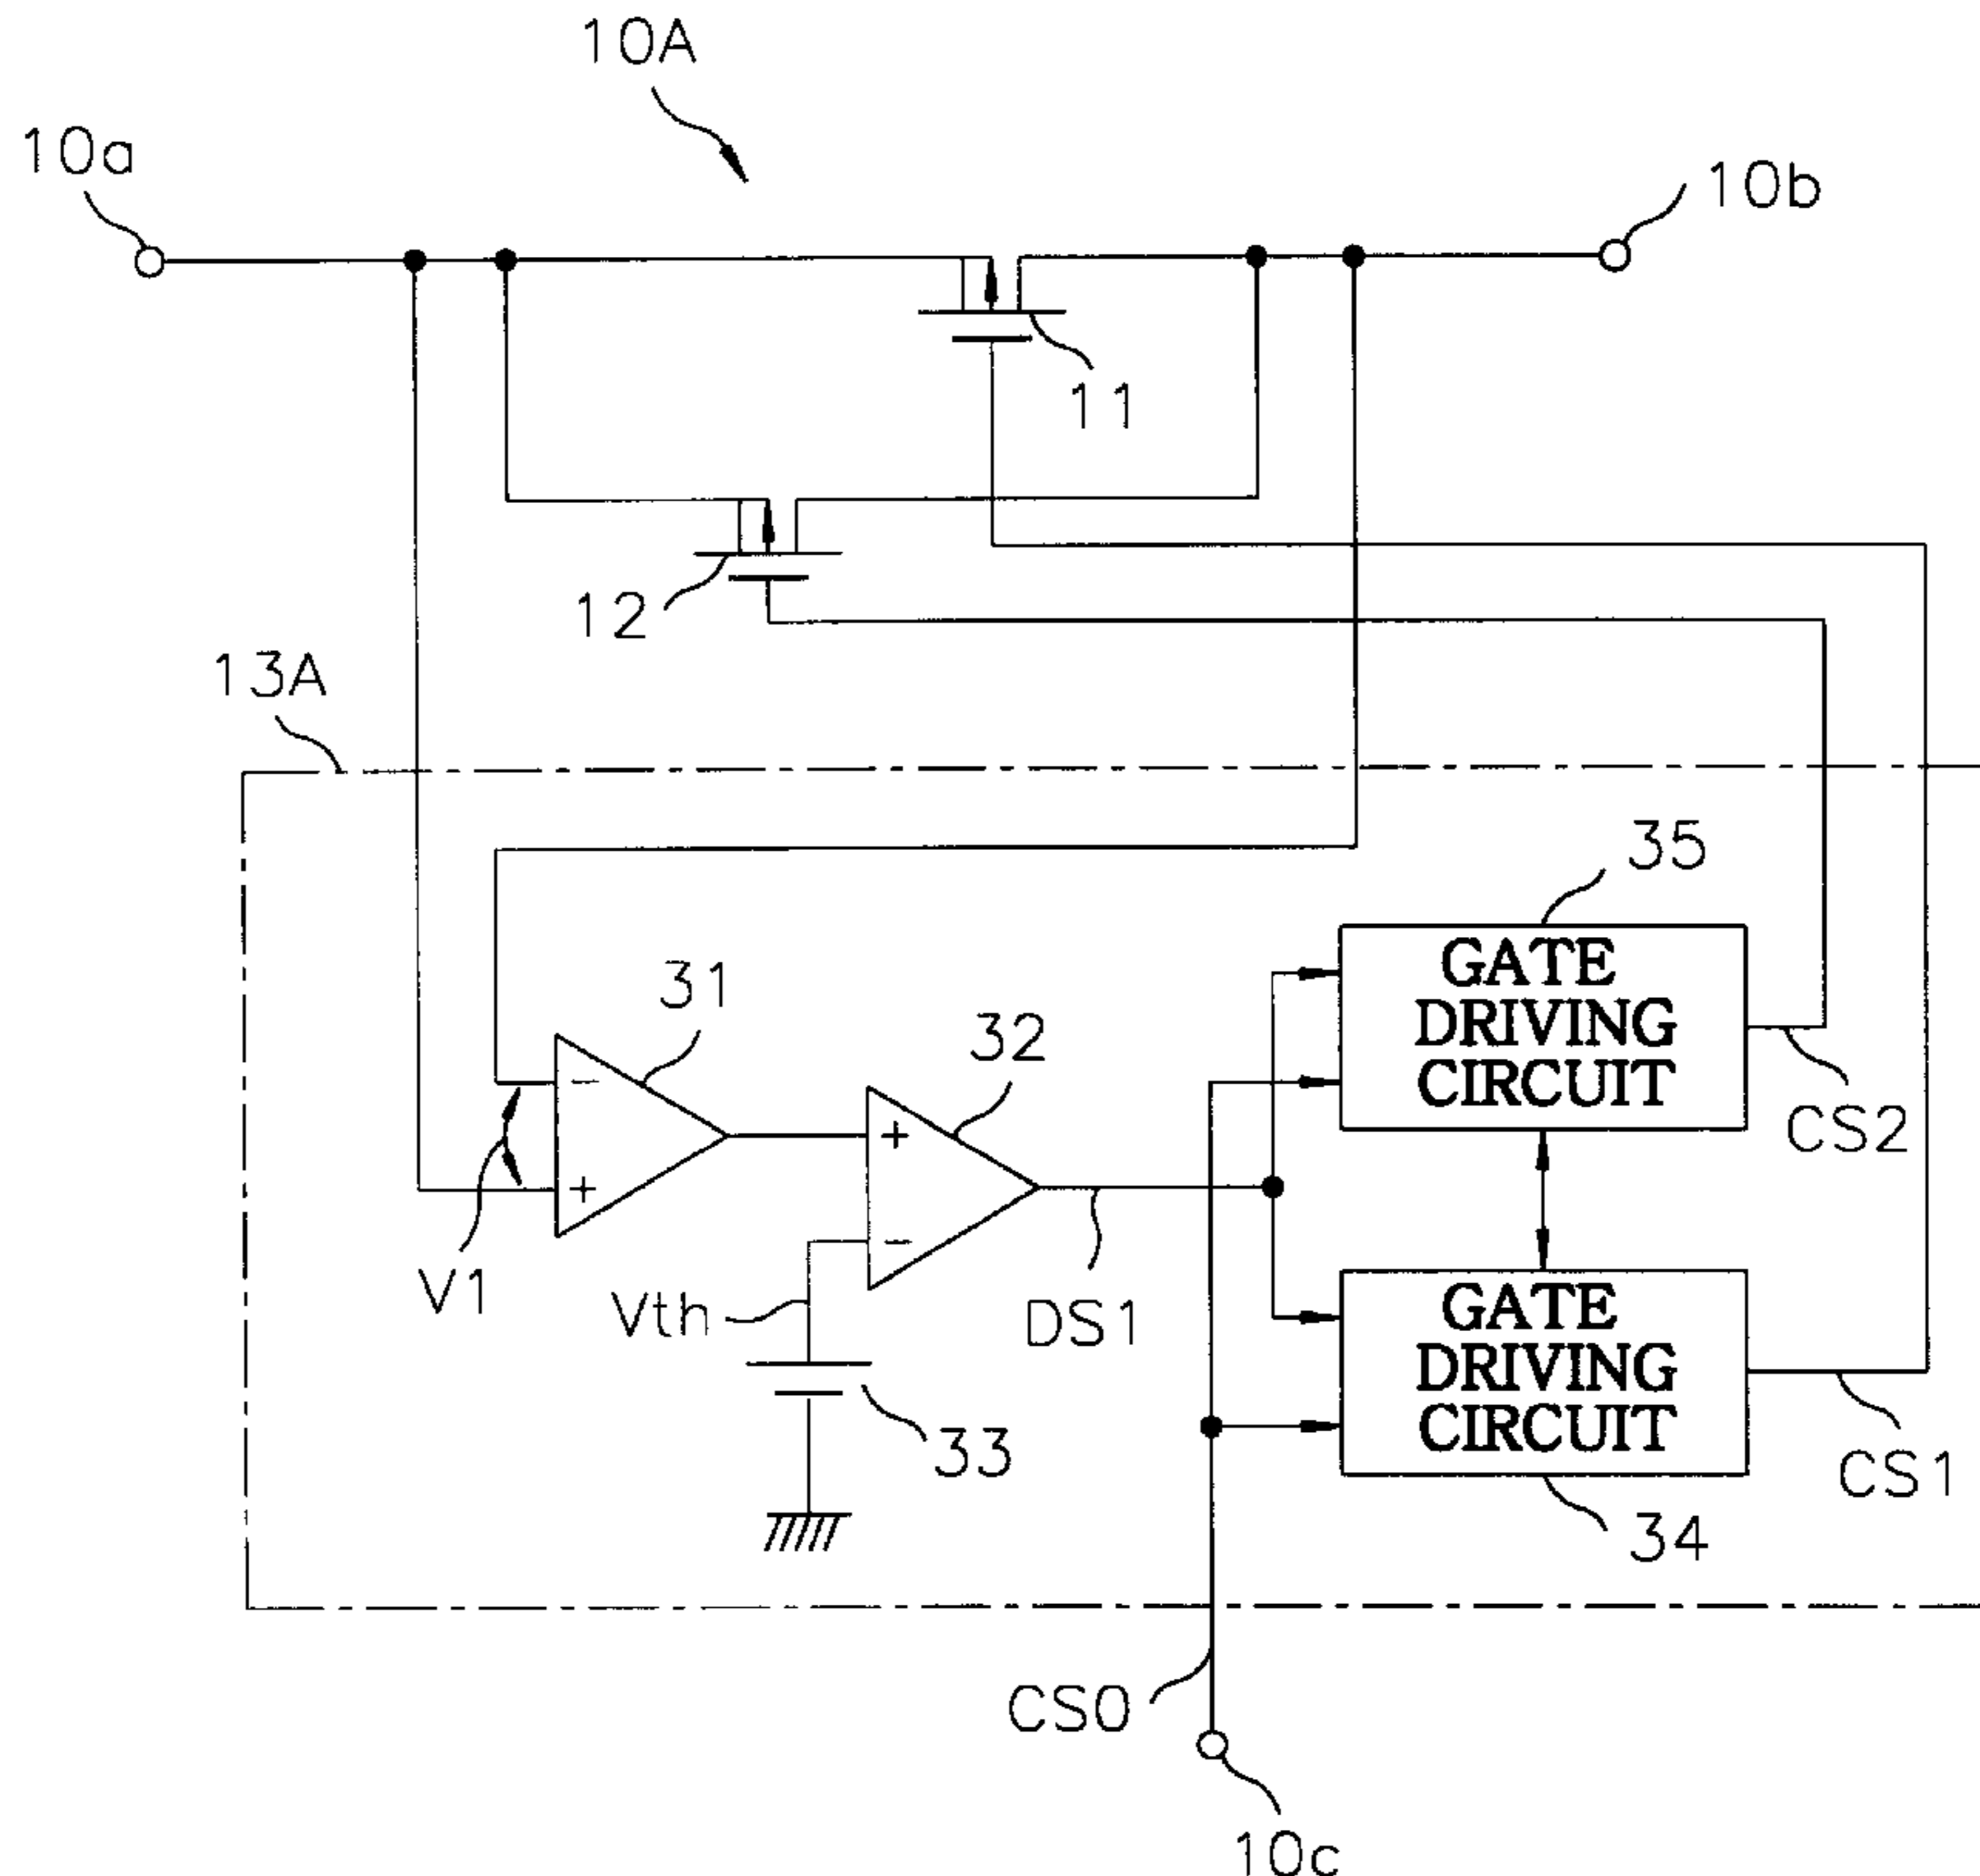 10A
10a
10b
11
12
13A
35
GATE
DRIVING
CIRCUIT
31
32
CS2
V1
Vth
DS1
GATE
DRIVING
CIRCUIT
33
CS1
34
CS0
10c